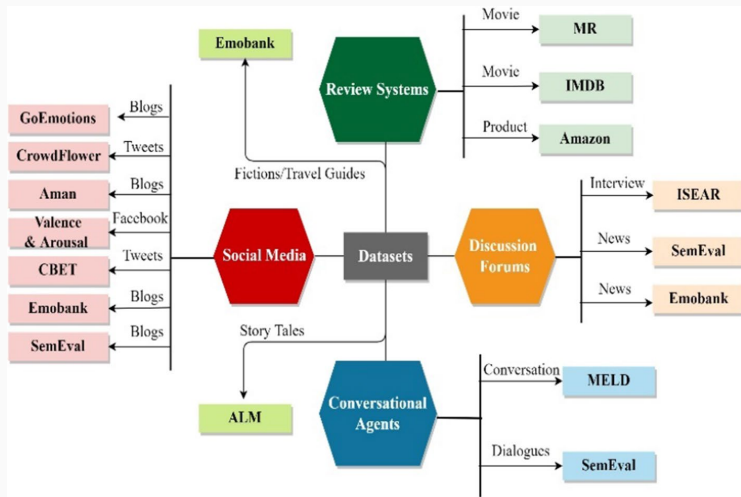 Emobank
Review Systems
Movie
MR
Movie
IMDB
Product
Amazon
Fictions/Travel Guides
Blogs
GoEmotions
Tweets
CrowdFlower
Blogs
Aman
Facebook
Valence
& Arousal
Tweets
CBET
Blogs
Emobank
Blogs
SemEval
Social Media
Datasets
Discussion
Forums
Interview
ISEAR
News
SemEval
News
Emobank
Story Tales
ALM
Conversational
Agents
Conversation
MELD
Dialogues
SemEval